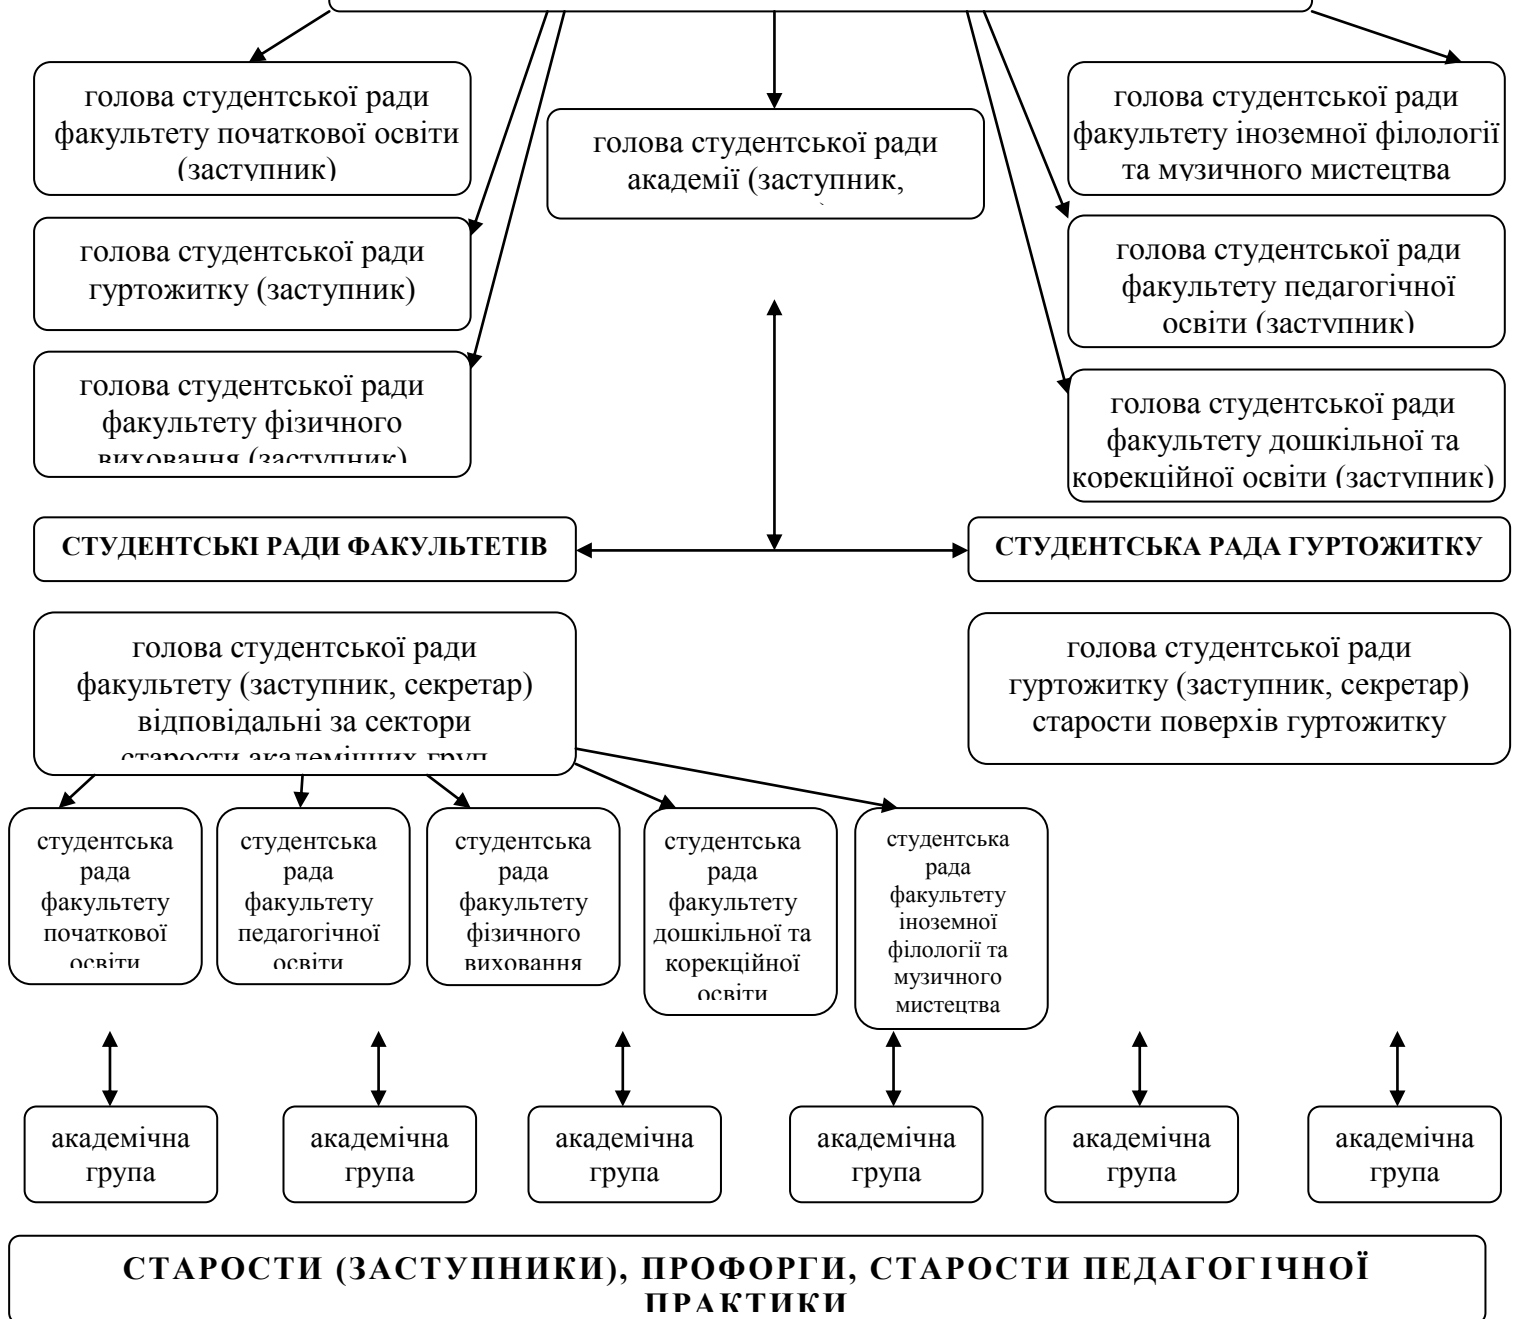 голова студентської ради
факультету початкової освіти
(заступник)
голова студентської ради
академії (заступник,
голова студентської ради
факультету іноземної філології
та музичного мистецтва
голова студентської ради
гуртожитку (заступник)
голова студентської ради
факультету педагогічної
освіти (заступник)
голова студентської ради
факультету фізичного
виховання (заступник)
голова студентської ради
факультету дошкільної та
корекційної освіти (заступник)
СТУДЕНТСЬКІ РАДИ ФАКУЛЬТЕТІВ
СТУДЕНТСЬКА РАДА ГУРТОЖИТКУ
голова студентської ради
факультету (заступник, секретар)
відповідальні за сектори
старости академічних груп
голова студентської ради
гуртожитку (заступник, секретар)
старости поверхів гуртожитку
студентська
рада
факультету
початкової
освіти
студентська
рада
факультету
педагогічної
освіти
студентська
рада
факультету
фізичного
виховання
студентська
рада
факультету
дошкільної та
корекційної
освіти
студентська
рада
факультету
іноземної
філології та
музичного
мистецтва
академічна
група
академічна
група
академічна
група
академічна
група
академічна
група
академічна
група
СТАРОСТИ (ЗАСТУПНИКИ), ПРОФОРГИ, СТАРОСТИ ПЕДАГОГІЧНОЇ
ПРАКТИКИ